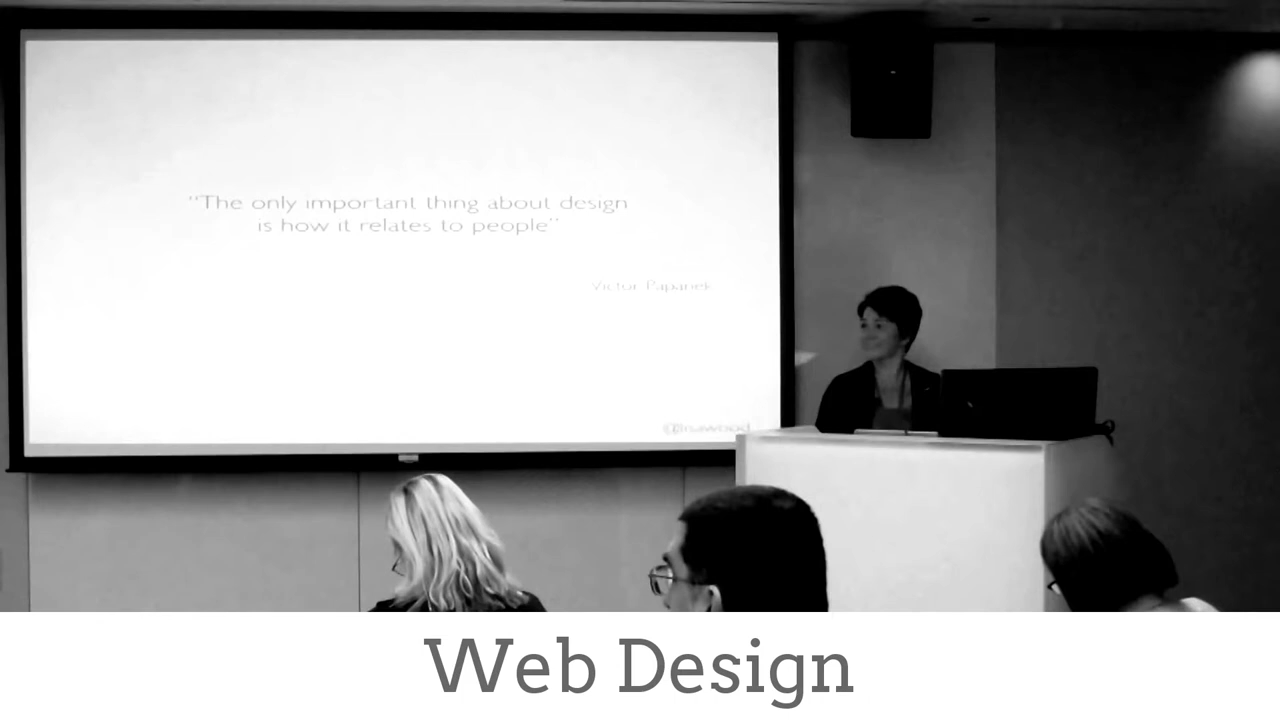 "The only important thing about design
is how it relates to people"
Victor Papanek
Web Design